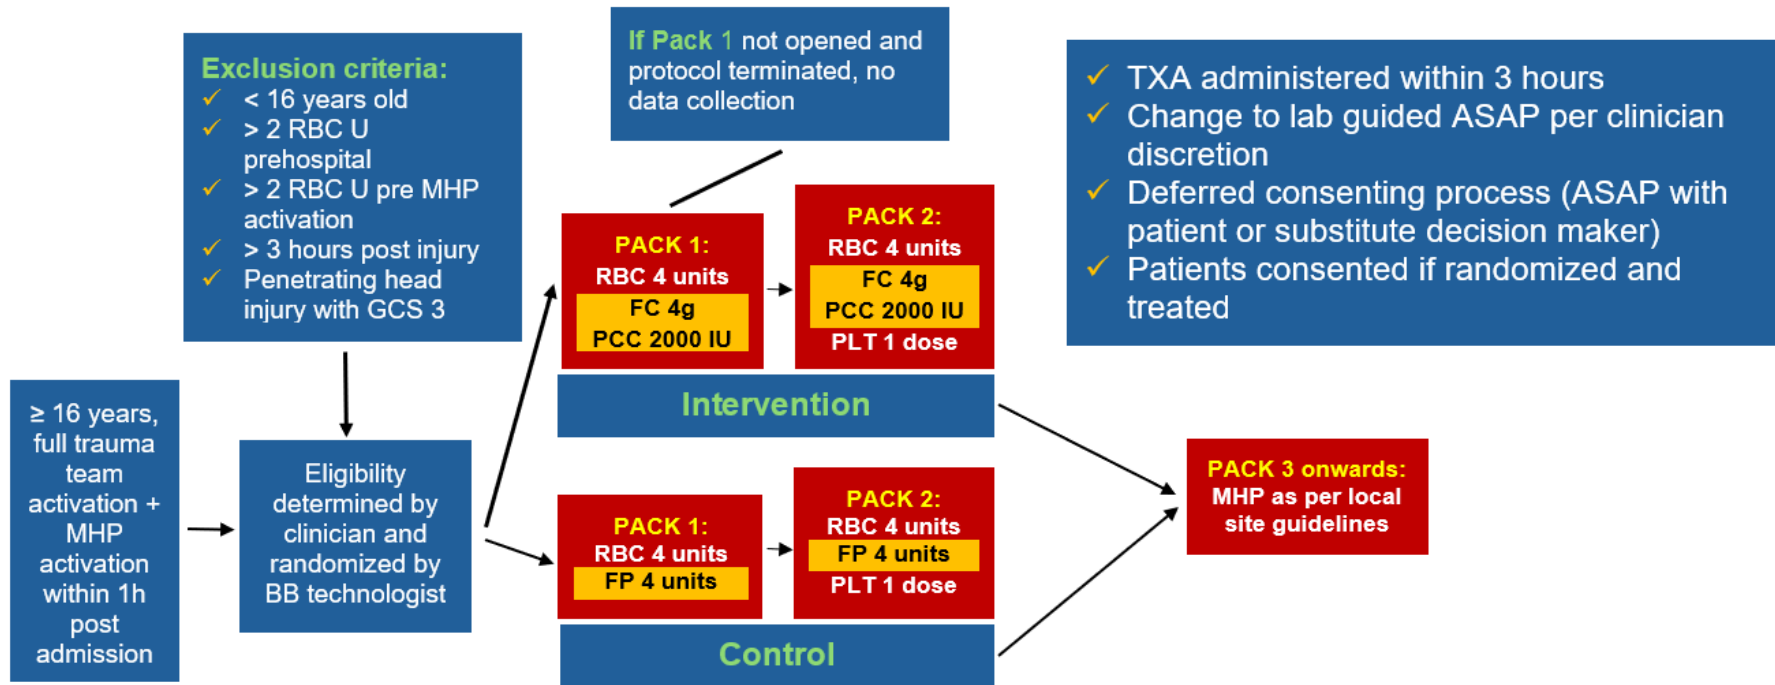 Exclusion criteria:
✓ < 16 years old
✓ > 2 RBC U
prehospital
✓ > 2 RBC U pre MHP
activation
✓ > 3 hours post injury
✓ Penetrating head
injury with GCS 3
If Pack 1 not opened and
protocol terminated, no
data collection
✓ TXA administered within 3 hours
✓ Change to lab guided ASAP per clinician
discretion
✓ Deferred consenting process (ASAP with
patient or substitute decision maker)
✓ Patients consented if randomized and
treated
≥ 16 years,
full trauma
team
activation +
MHP
activation
within 1h
post
admission
Eligibility
determined by
clinician and
randomized by
BB technologist
PACK 1:
RBC 4 units
FC 4g
PCC 2000 IU
PACK 2:
RBC 4 units
FC 4g
PCC 2000 IU
PLT 1 dose
Intervention
PACK 1:
RBC 4 units
FP 4 units
PACK 2:
RBC 4 units
FP 4 units
PLT 1 dose
Control
PACK 3 onwards:
MHP as per local
site guidelines